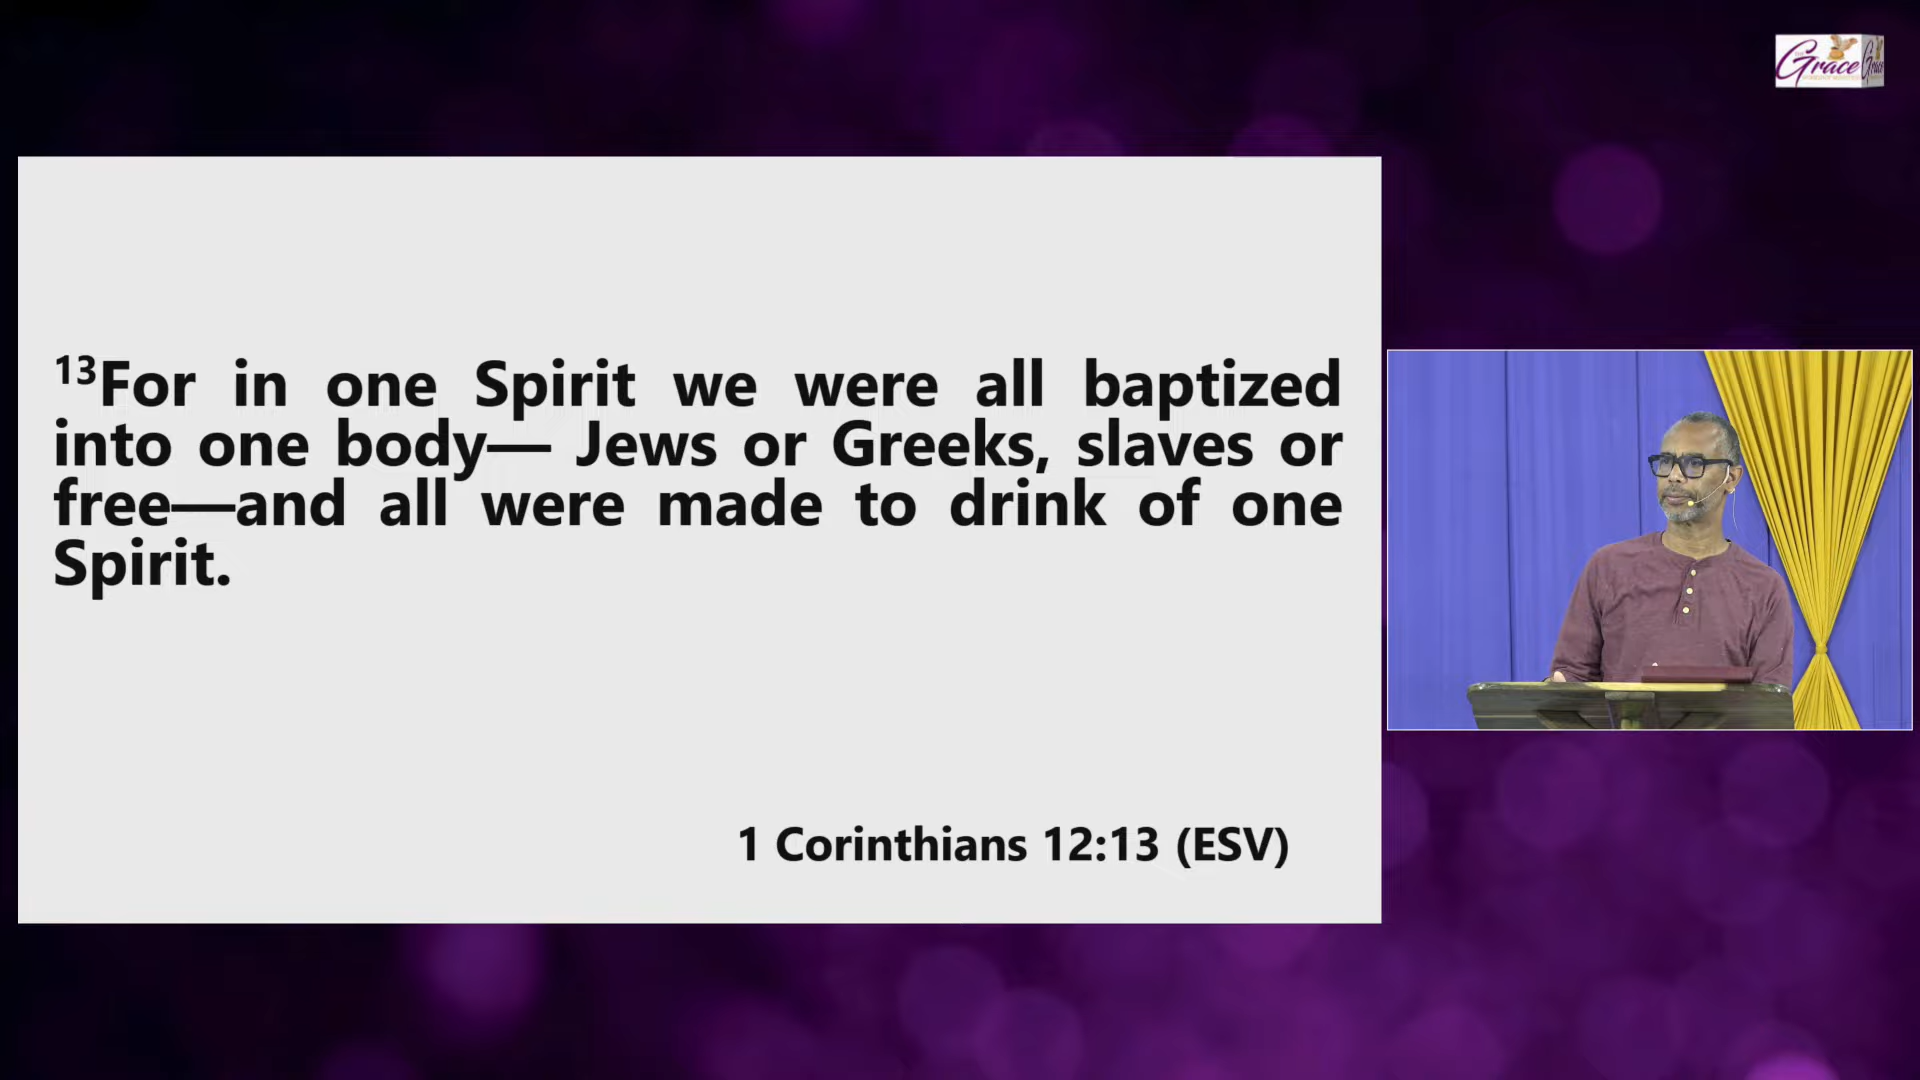 Grace
¹³For in one Spirit we were all baptized
into one body— Jews or Greeks, slaves or
free—and all were made to drink of one
Spirit.
1 Corinthians 12:13 (ESV)